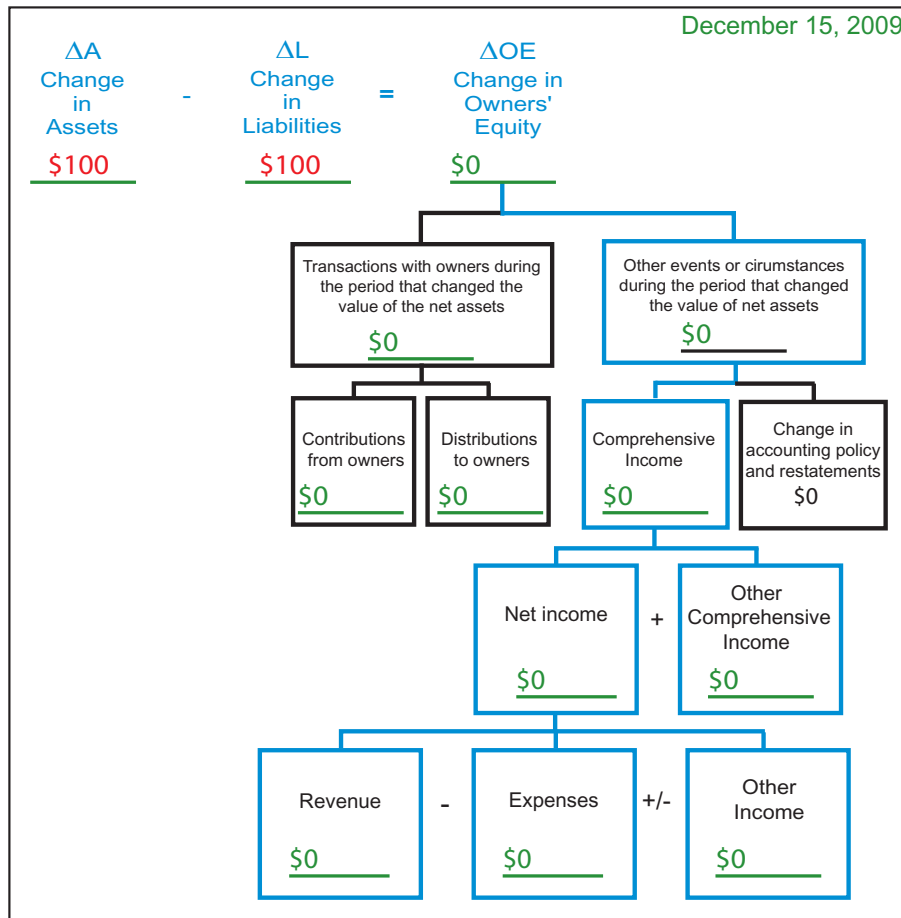 December 15, 2009
ΔA
Change
in
Assets
$100
-
ΔL
Change
in
Liabilities
$100
=
ΔOE
Change in
Owners'
Equity
$0
Transactions with owners during
the period that changed the
value of the net assets
$0
Other events or cirumstances
during the period that changed
the value of net assets
$0
Contributions
from owners
$0
Distributions
to owners
$0
Comprehensive
Income
$0
Change in
accounting policy
and restatements
$0
Net income
$0
+
Other
Comprehensive
Income
$0
Revenue
$0
-
Expenses
$0
+/-
Other
Income
$0